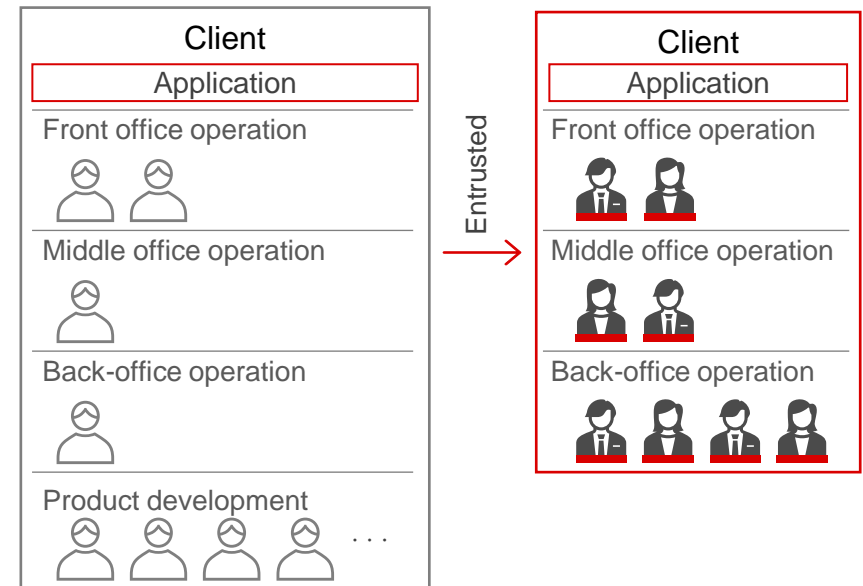 Client
Application
Front office operation
Middle office operation
Back-office operation
Product development
. . .
Entrusted
Client
Application
Front office operation
Middle office operation
Back-office operation